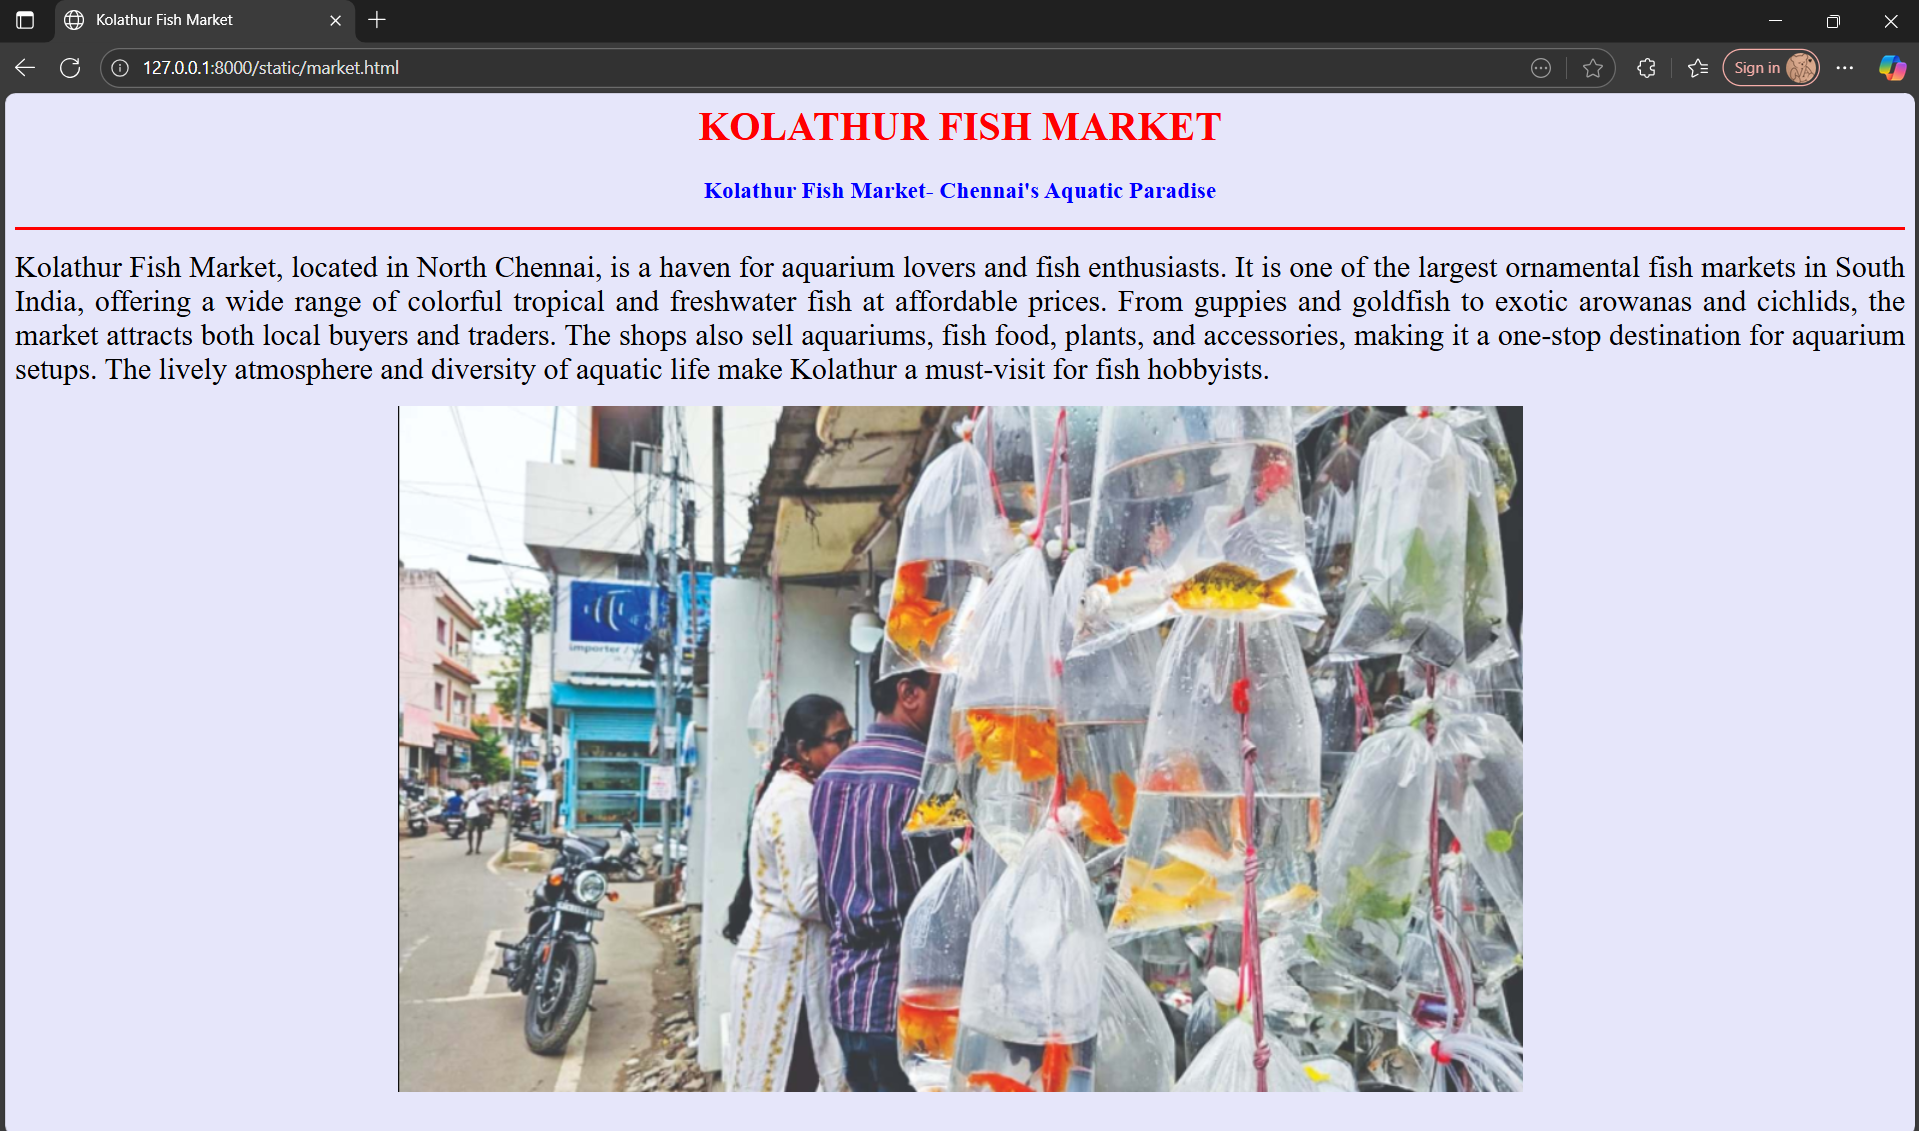 Kolathur Fish Market
127.0.0.1:8000/static/market.html
Sign in
KOLATHUR FISH MARKET
Kolathur Fish Market- Chennai's Aquatic Paradise
Kolathur Fish Market, located in North Chennai, is a haven for aquarium lovers and fish enthusiasts. It is one of the largest ornamental fish markets in South
India, offering a wide range of colorful tropical and freshwater fish at affordable prices. From guppies and goldfish to exotic arowanas and cichlids, the
market attracts both local buyers and traders. The shops also sell aquariums, fish food, plants, and accessories, making it a one-stop destination for aquarium
setups. The lively atmosphere and diversity of aquatic life make Kolathur a must-visit for fish hobbyists.
importer /